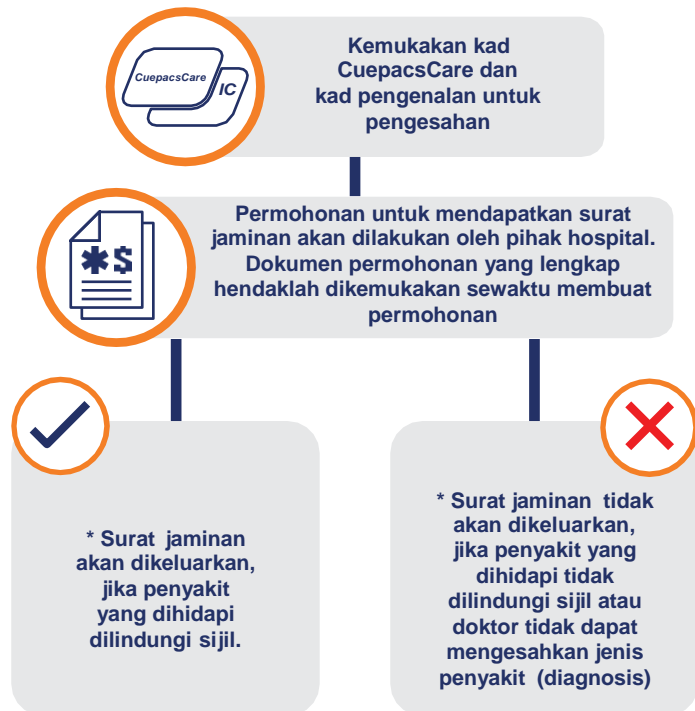 CuepacsCare
IC
Kemukakan kad
CuepacsCare dan
kad pengenalan untuk
pengesahan
*$
Permohonan untuk mendapatkan surat
jaminan akan dilakukan oleh pihak hospital.
Dokumen permohonan yang lengkap
hendaklah dikemukakan sewaktu membuat
permohonan
* Surat jaminan
akan dikeluarkan,
jika penyakit
yang dihidapi
dilindungi sijil.
* Surat jaminan tidak
akan dikeluarkan,
jika penyakit yang
dihidapi tidak
dilindungi sijil atau
doktor tidak dapat
mengesahkan jenis
penyakit (diagnosis)